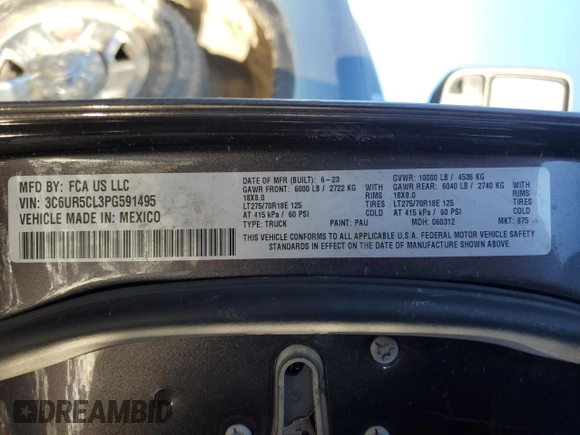 MFD BY: FCA US LLC
VIN: 3C6UR5CL3PG591495
VEHICLE MADE IN: MEXICO
DATE OF MFR (BUILT): 6-23
GVWR: 10000 LB / 4536 KG
GAWR FRONT: 6000 LB / 2722 KG WITH
GAWR REAR: 6040 LB / 2740 KG WITH
18X8.0 RIMS
18X8.0 RIMS
LT275/70R18E 125 TIRES
LT275/70R18E 125 TIRES
AT 415 kPa / 60 PSI
AT 415 kPa / 60 PSI
TYPE: TRUCK PAINT: PAU MDH: 060312 MKT: 875
THIS VEHICLE CONFORMS TO ALL APPLICABLE U.S.A. FEDERAL MOTOR VEHICLE SAFETY
STANDARDS IN EFFECT ON THE DATE OF MANUFACTURE SHOWN ABOVE.
DREAMBID